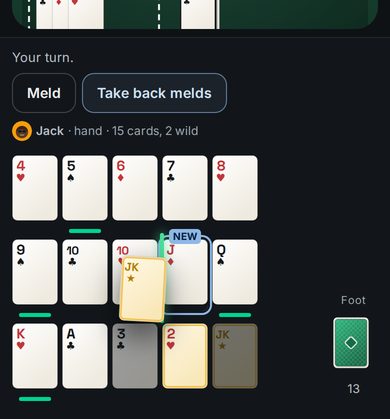 Your turn.
Meld
Take back melds
Jack · hand · 15 cards, 2 wild
4 ♥ 5 ♠ 6 ♦ 7 ♣ 8 ♥
NEW
9 ♠ 10 ♣ 10 J ♦ Q ♠
JK ★
Foot
K ♥ A ♣ 3 ♣ 2 ♥ JK ★
13